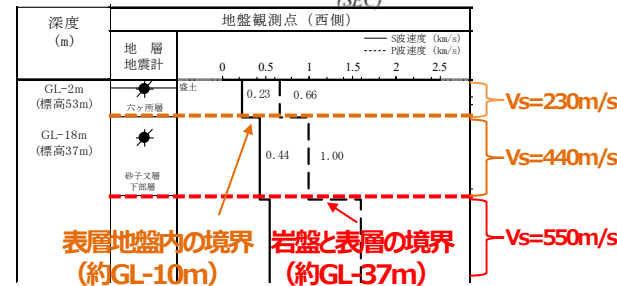 (SEC)
深度
(m)
地盤観測点（西側）
地 層
地震計
S波速度 (km/s)
P波速度 (km/s)
0 0.5 1 1.5 2 2.5
GL-2m
(標高53m)
盛土
六ヶ所層
0.23 0.66
Vs=230m/s
GL-18m
(標高37m)
砂子又層
下部層
0.44 1.00
Vs=440m/s
表層地盤内の境界
（約GL-10m）
岩盤と表層の境界
（約GL-37m）
Vs=550m/s